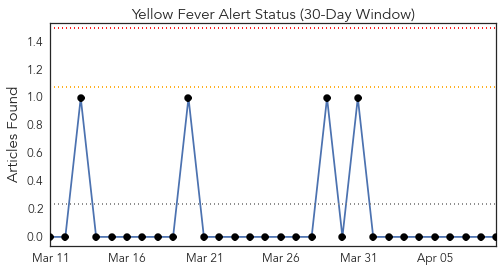 Yellow Fever Alert Status (30-Day Window)
Articles Found
1.4
1.2
1.0
0.8
0.6
0.4
0.2
0.0
Mar 11 Mar 16 Mar 21 Mar 26 Mar 31 Apr 05